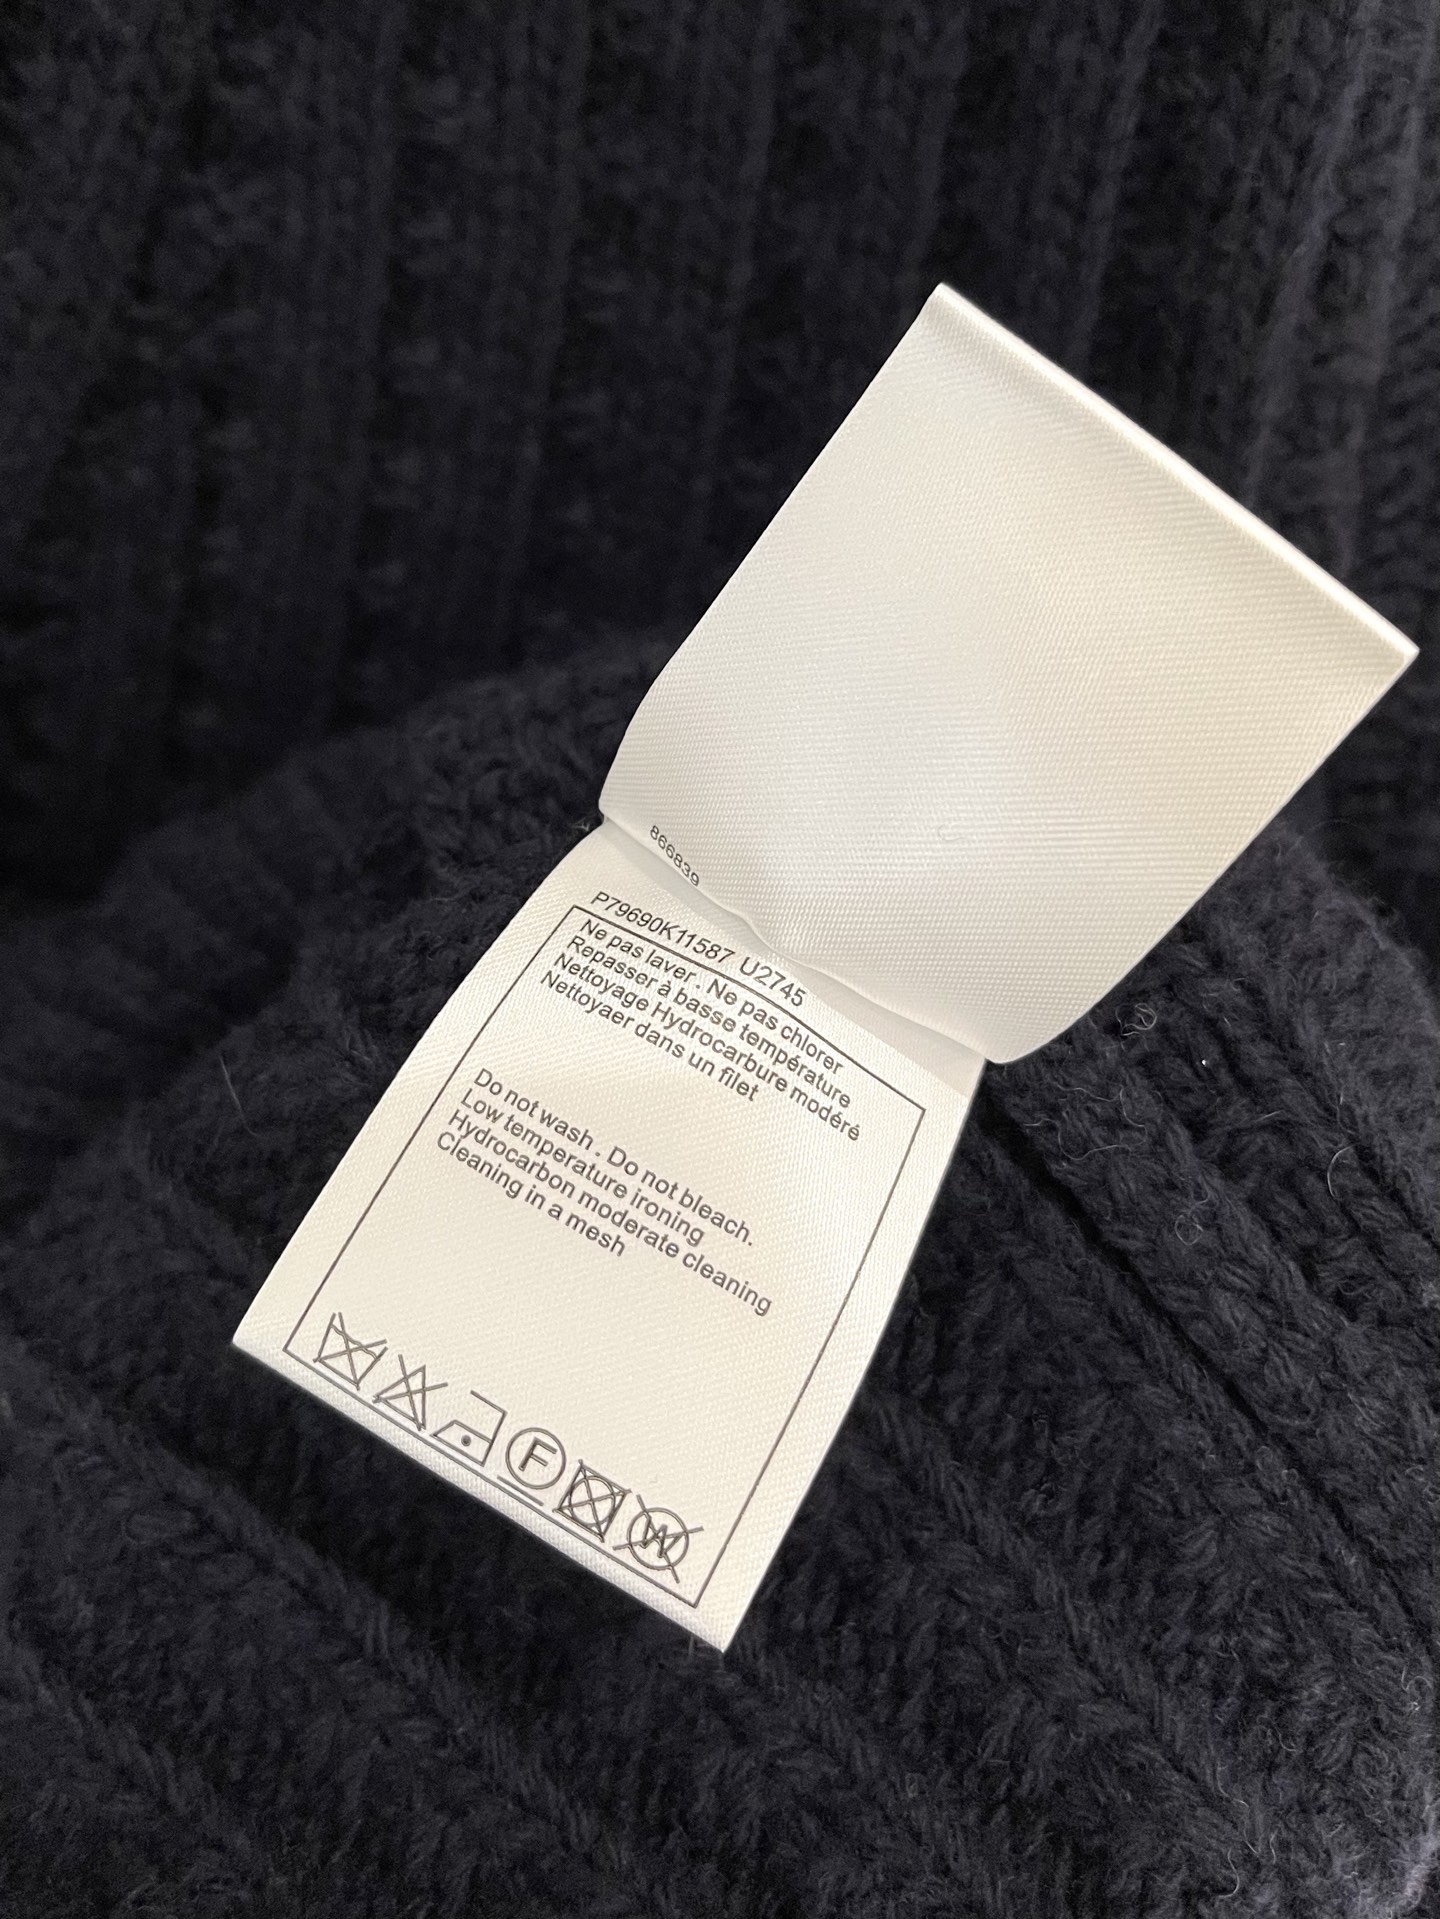 866839
P79690K11587 U2745
Ne pas laver . Ne pas chlorer
Repasser à basse température
Nettoyage Hydrocarbure modéré
Nettoyaer dans un filet
Do not wash . Do not bleach.
Low temperature ironing
Hydrocarbon moderate cleaning
Cleaning in a mesh
F
W